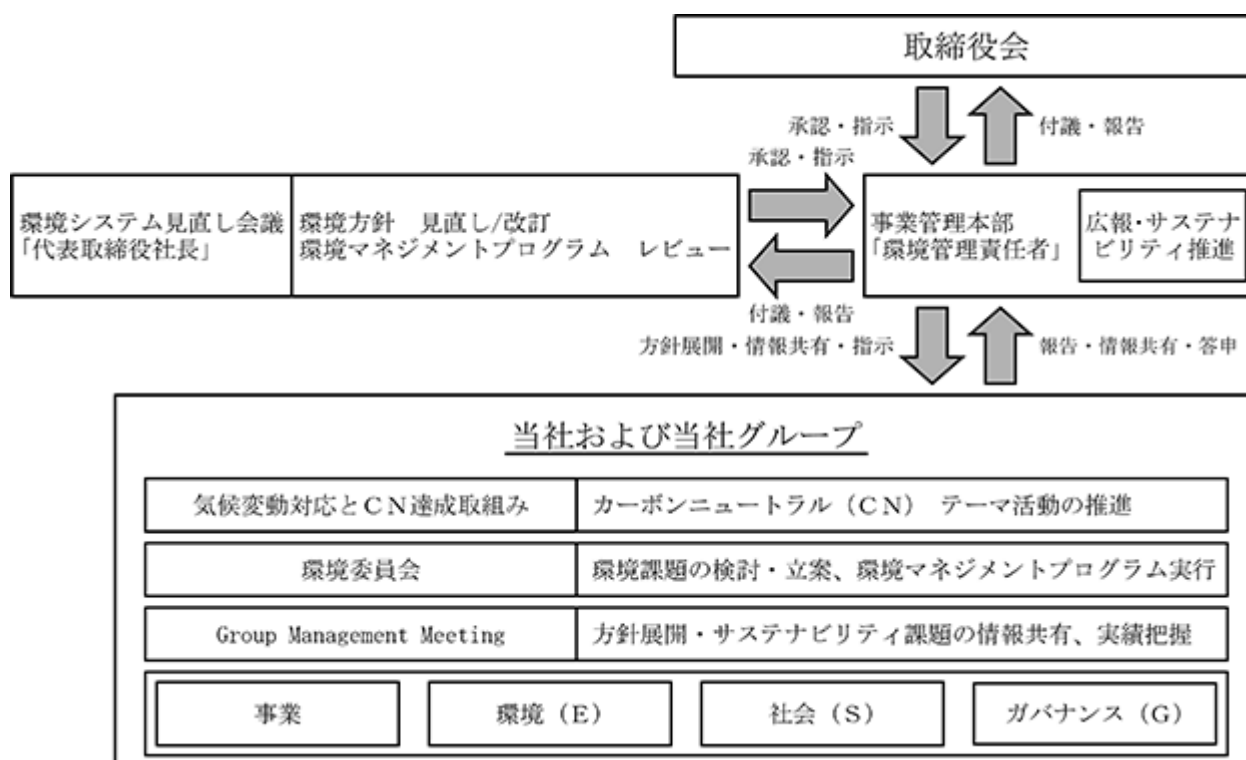 取締役会
承認・指示
付議・報告
承認・指示
環境システム見直し会議
「代表取締役社長」
環境方針　見直し/改訂
環境マネジメントプログラム　レビュー
事業管理本部
「環境管理責任者」
広報・サステナ
ビリティ推進
付議・報告
方針展開・情報共有・指示
報告・情報共有・答申
当社および当社グループ
気候変動対応とＣＮ達成取組み
カーボンニュートラル（ＣＮ）　テーマ活動の推進
環境委員会
環境課題の検討・立案、環境マネジメントプログラム実行
Group Management Meeting
方針展開・サステナビリティ課題の情報共有、実績把握
事業
環境（Ｅ）
社会（Ｓ）
ガバナンス（Ｇ）